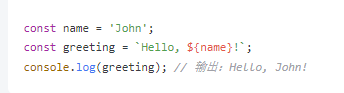 const name = 'John';
const greeting = `Hello, ${name}!`;
console.log(greeting); // 输出：Hello, John!